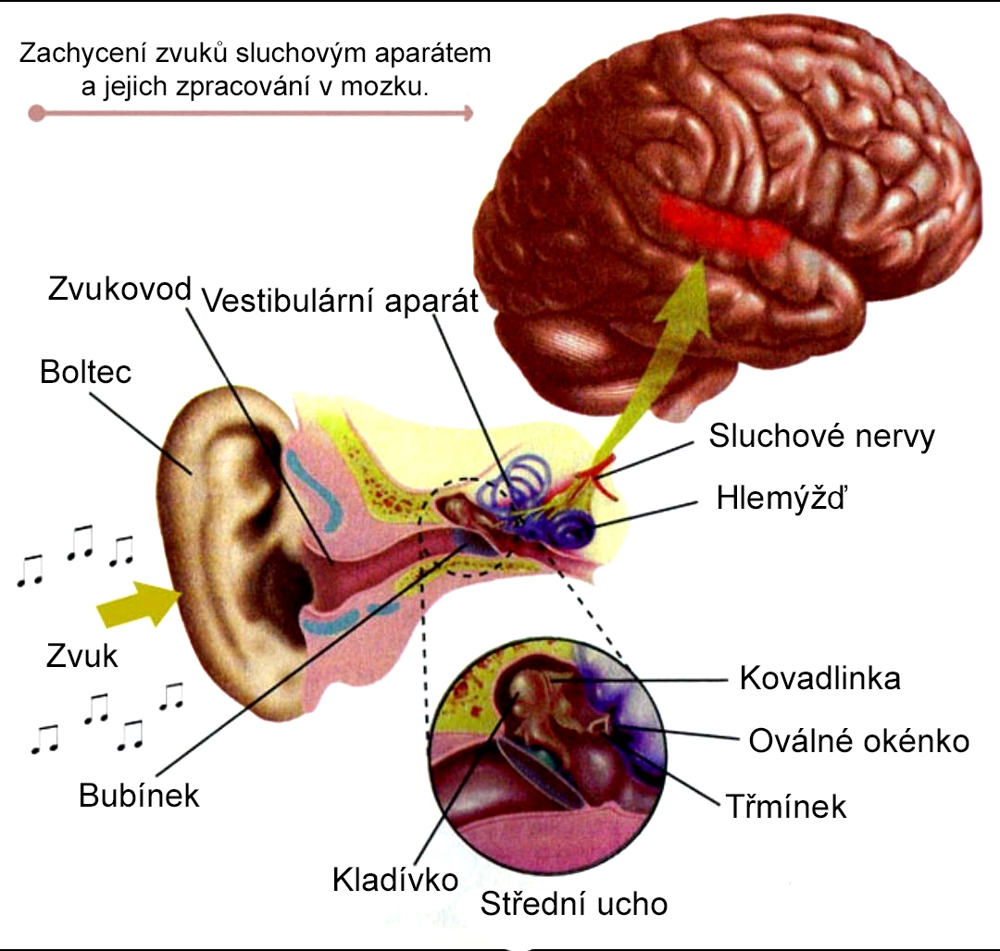 Zachycení zvuků sluchovým aparátem
a jejich zpracování v mozku.
Zvukovod
Vestibulární aparát
Boltec
Sluchové nervy
Hlemýžď
Zvuk
Kovadlinka
Oválné okénko
Bubínek
Třmínek
Kladívko
Střední ucho